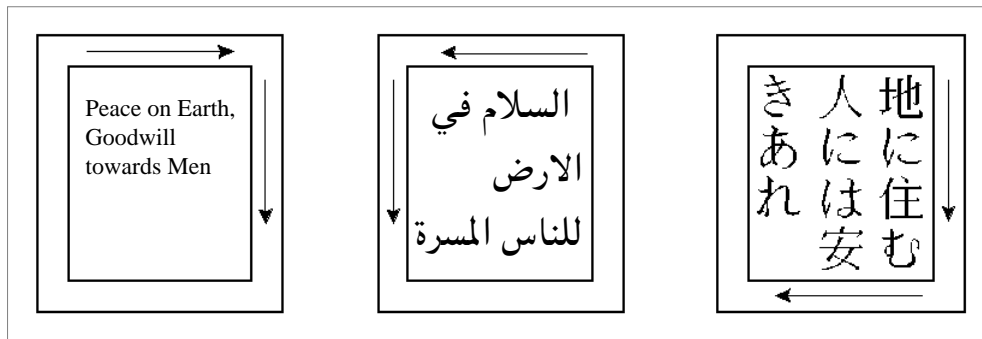 Peace on Earth,
Goodwill
towards Men
السلام في
الارض
للناس المسرة
地に住む
人には安
きあれ